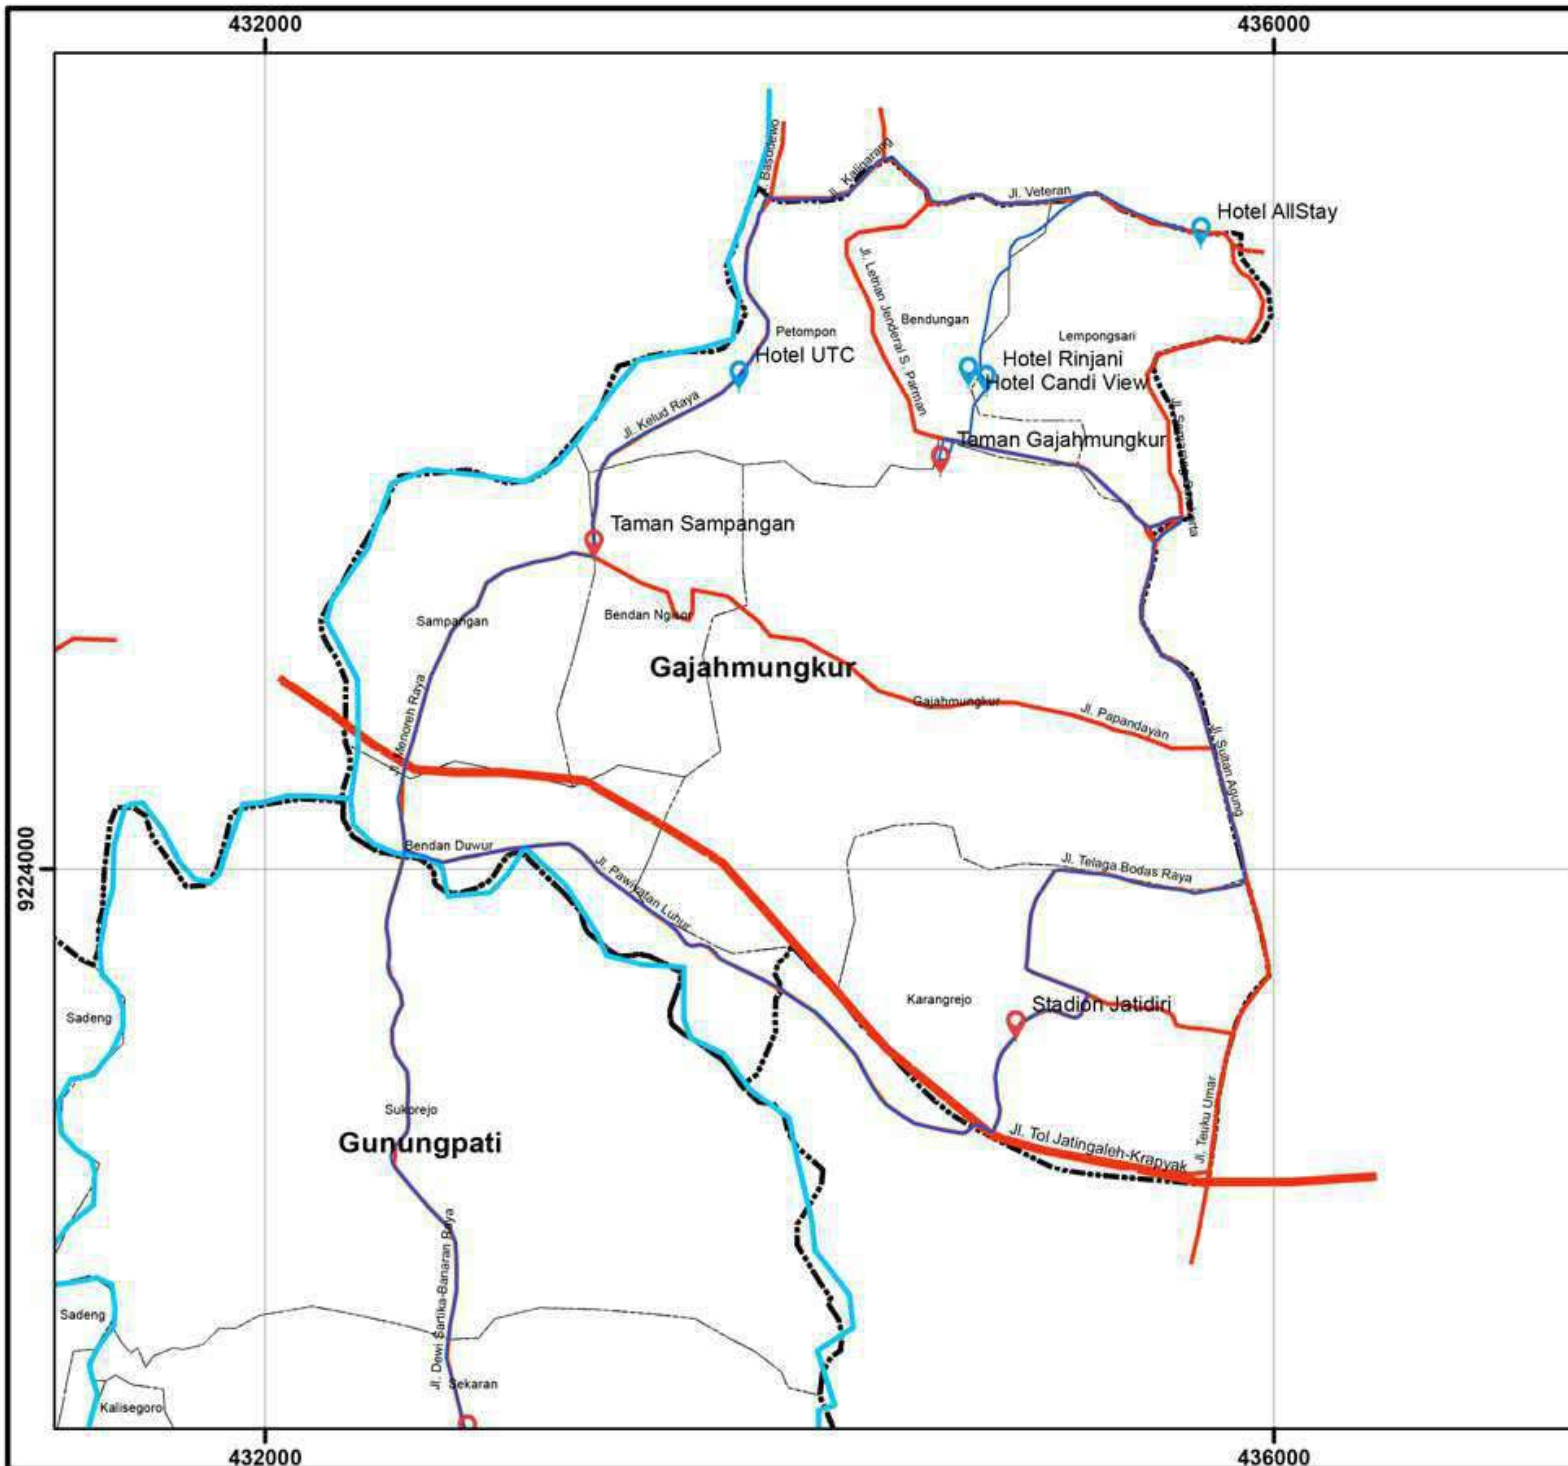 432000
436000
Jl. Kaligarang
Jl. Veteran
Hotel AllStay
Jl. Letnan Jenderal S. Parman
Bendungan
Petompon
Lempongsari
Hotel UTC
Hotel Rinjani
Hotel Candi View
Jl. Kelud Raya
Taman Gajahmungkur
Taman Sampangan
Sampangan
Bendan Ngisor
Gajahmungkur
Gajahmungkur
Jl. Papandayan
Jl. Menoreh Raya
Jl. Sultan Agung
Bendan Duwur
9224000
Jl. Pawiyatan Luhur
Jl. Telaga Bodas Raya
Karangrejo
Stadion Jatidiri
Sadeng
Sukorejo
Gunungpati
Jl. Teuku Umar
Jl. Tol Jatingaleh-Krapyak
Jl. Dewi Sartika-Banaran Raya
Sadeng
Sekaran
Kalisegoro
432000
436000